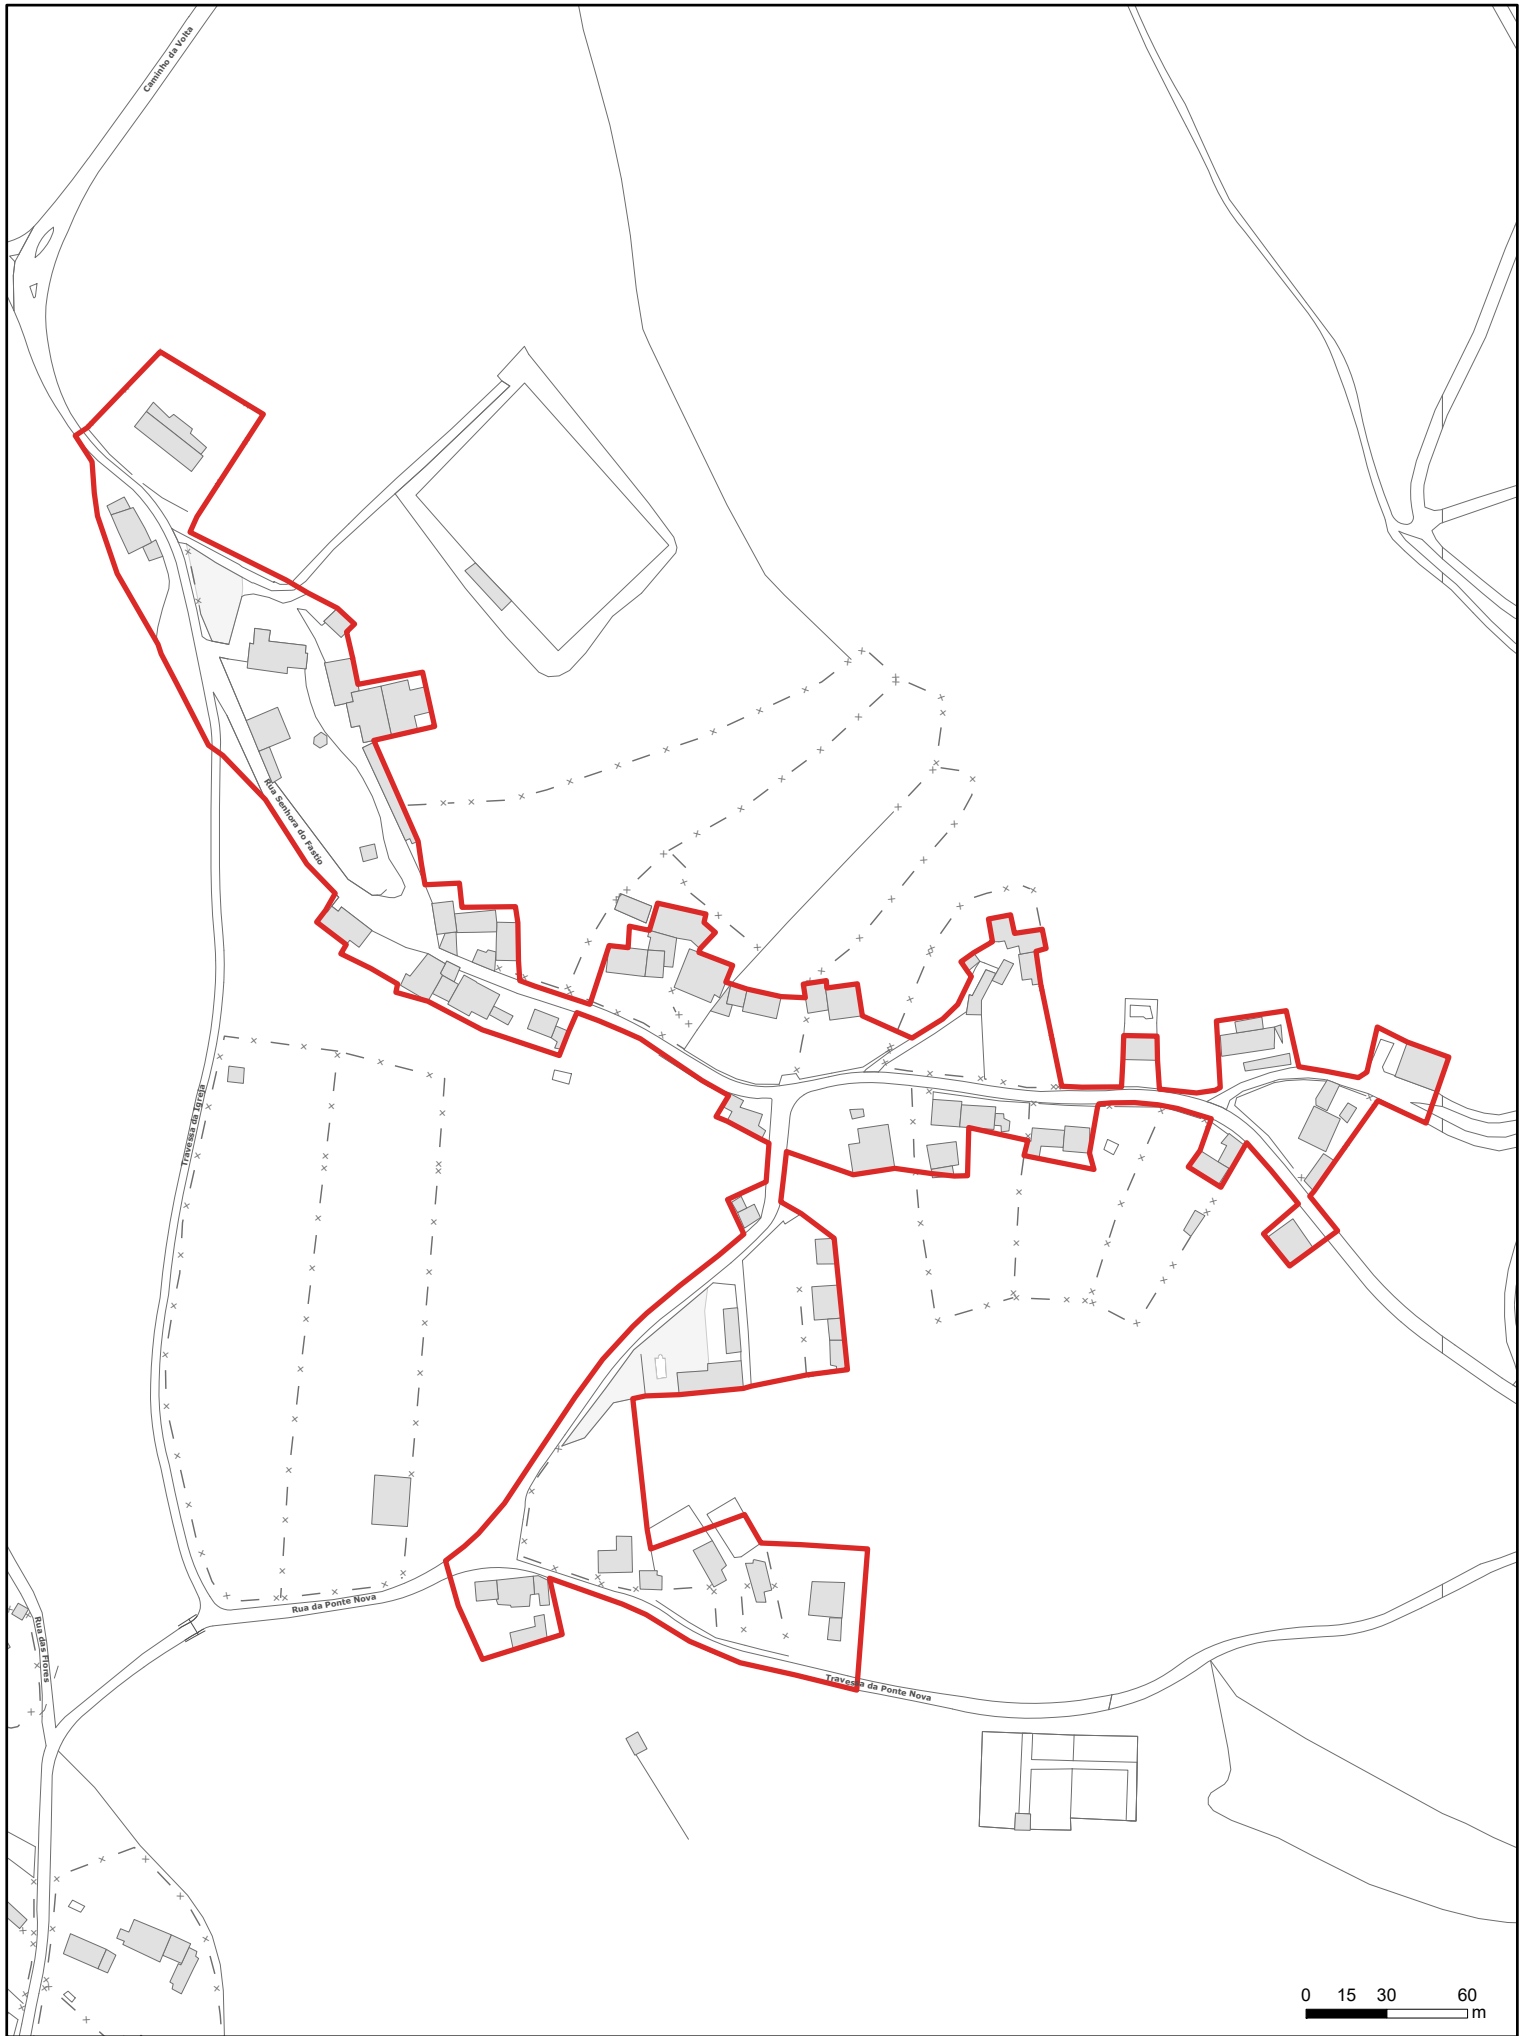 Caminho da Volta
Rua Senhora do Fastio
Travessa da Igreja
Rua da Ponte Nova
Rua das Flores
Travessa da Ponte Nova
0 15 30 60
m